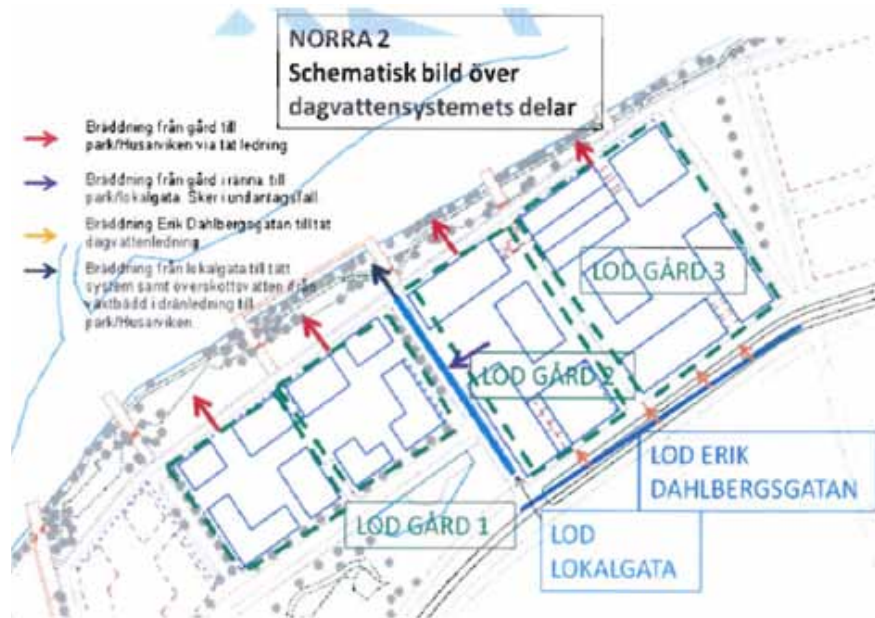 NORRA 2
Schematisk bild över
dagvattensystemets delar
Bräddning från gård till
park/Husarviken via tät ledning
Bräddning från gård i ränna till
park/lokalgata. Sker i undantagsfall.
Bräddning Erik Dahlbergsgatan till tät
dagvattenledning
Bräddning från lokalgata till tätt
system samt överskottsvatten från
växtbädd i dränledning till
park/Husarviken.
LOD GÅRD 3
LOD GÅRD 2
LOD GÅRD 1
LOD ERIK
DAHLBERGSGATAN
LOD
LOKALGATA